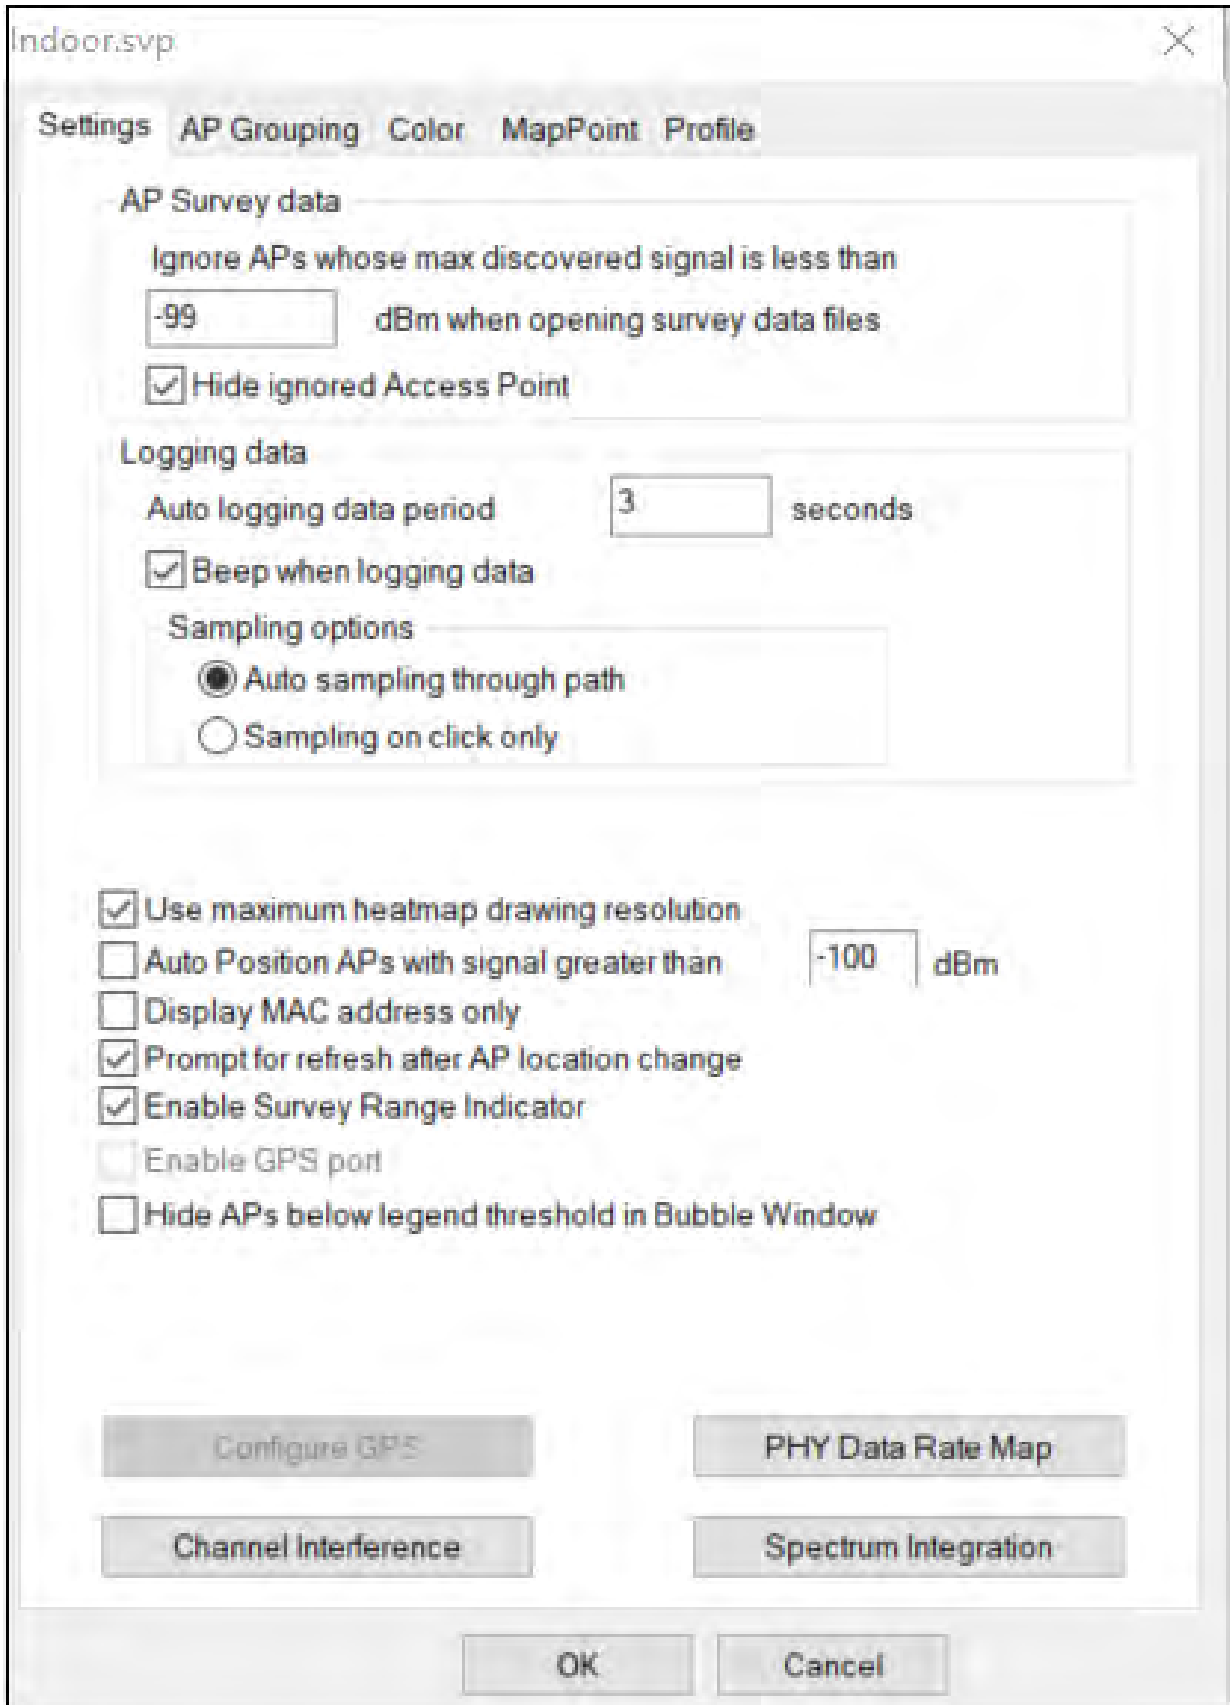 Indoor.svp
Settings AP Grouping Color MapPoint Profile
AP Survey data
Ignore APs whose max discovered signal is less than
-99 dBm when opening survey data files
Hide ignored Access Point
Logging data
Auto logging data period 3 seconds
Beep when logging data
Sampling options
Auto sampling through path
Sampling on click only
Use maximum heatmap drawing resolution
Auto Position APs with signal greater than -100 dBm
Display MAC address only
Prompt for refresh after AP location change
Enable Survey Range Indicator
Enable GPS port
Hide APs below legend threshold in Bubble Window
Configure GPS PHY Data Rate Map
Channel Interference Spectrum Integration
OK Cancel